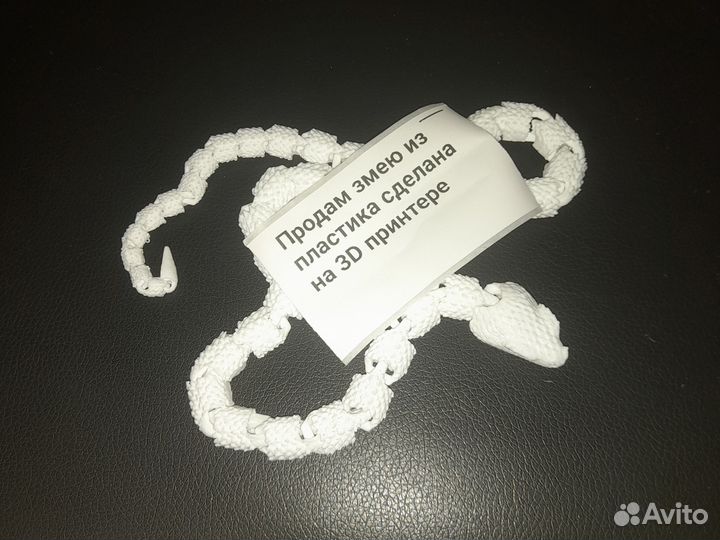 Продам змею из
пластика сделана
на 3D принтере
Avito